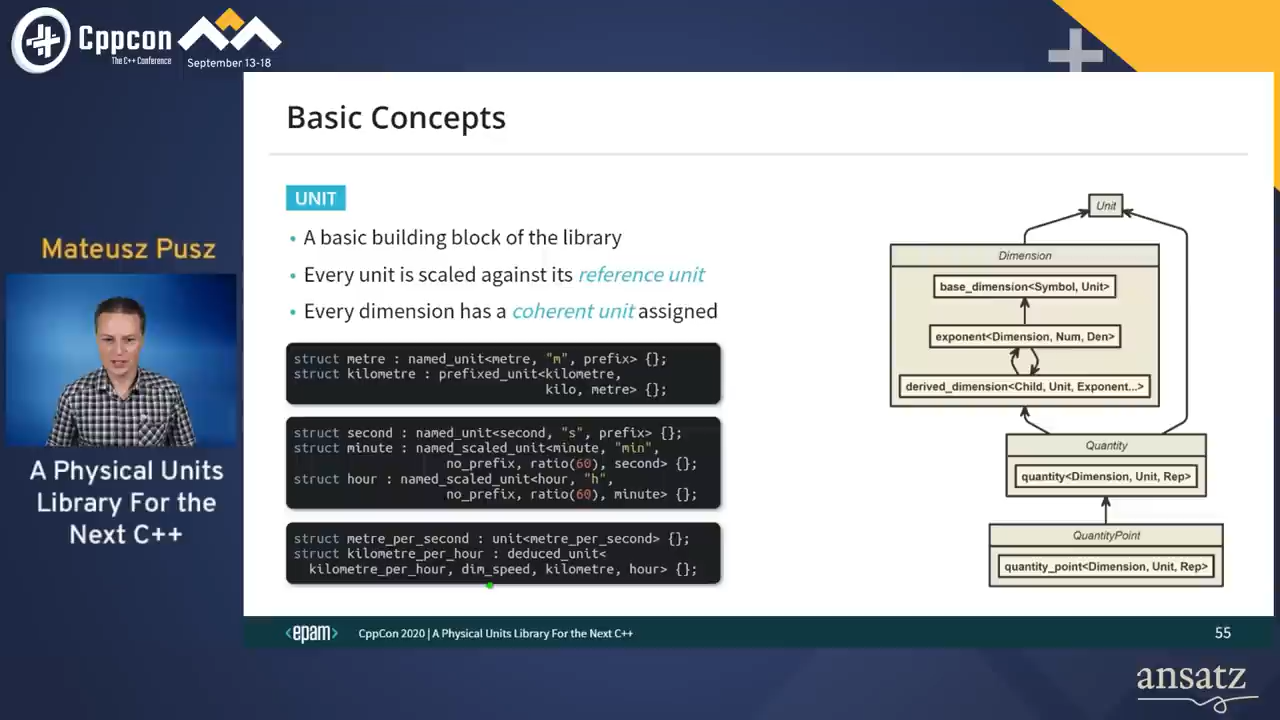 Cppcon
The C++ Conference
September 13-18
Mateusz Pusz
A Physical Units
Library For the
Next C++
Basic Concepts
UNIT
• A basic building block of the library
• Every unit is scaled against its reference unit
• Every dimension has a coherent unit assigned
struct metre : named_unit<metre, "m", prefix> {};
struct kilometre : prefixed_unit<kilometre,
kilo, metre> {};
struct second : named_unit<second, "s", prefix> {};
struct minute : named_scaled_unit<minute, "min",
no_prefix, ratio(60), second> {};
struct hour : named_scaled_unit<hour, "h",
no_prefix, ratio(60), minute> {};
struct metre_per_second : unit<metre_per_second> {};
struct kilometre_per_hour : deduced_unit<
kilometre_per_hour, dim_speed, kilometre, hour> {};
Unit
Dimension
base_dimension<Symbol, Unit>
exponent<Dimension, Num, Den>
derived_dimension<Child, Unit, Exponent...>
Quantity
quantity<Dimension, Unit, Rep>
QuantityPoint
quantity_point<Dimension, Unit, Rep>
<epam>
CppCon 2020 | A Physical Units Library For the Next C++
55
ansatz